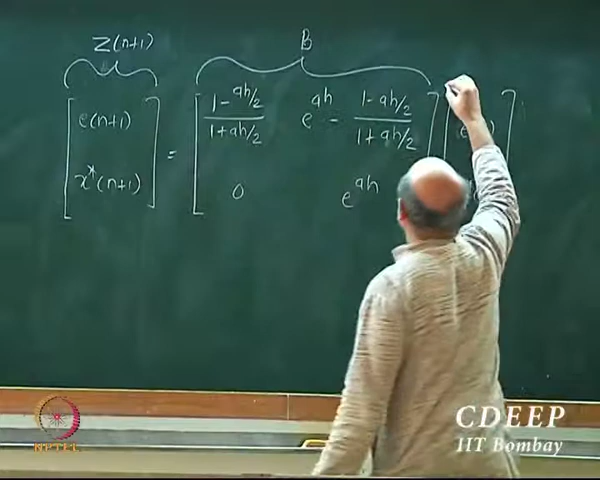 Z(n+1) B
e(n+1) = 1-ah/2 / 1+ah/2 e^ah - 1-ah/2 / 1+ah/2
x*(n+1) 0 e^ah
CDEEP
IIT Bombay
NPTEL